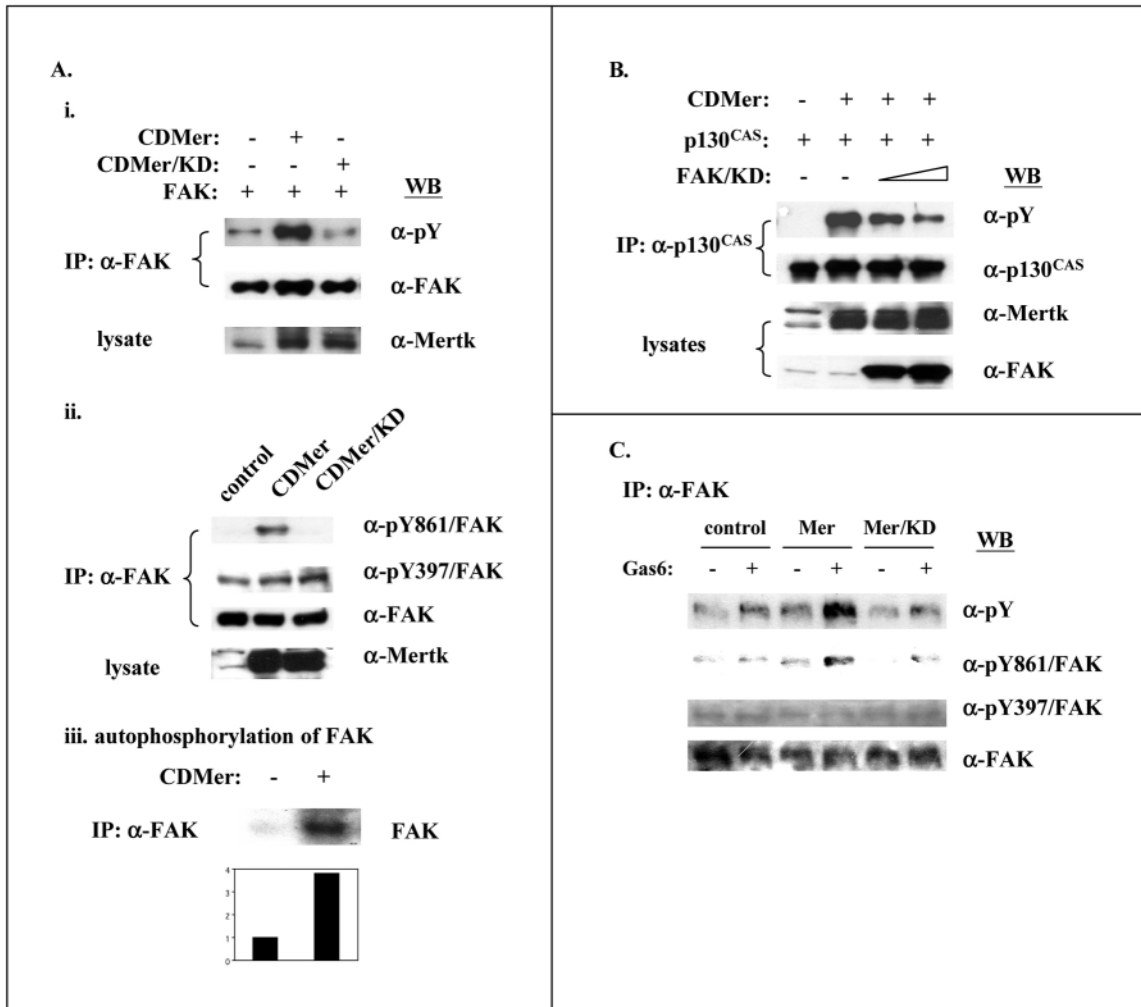 A.
i.
CDMer: - + -
CDMer/KD: - - +
FAK: + + + WB
IP: α-FAK
α-pY
α-FAK
lysate α-Mertk
ii.
control CDMer CDMer/KD
IP: α-FAK
α-pY861/FAK
α-pY397/FAK
α-FAK
lysate α-Mertk
iii. autophosphorylation of FAK
CDMer: - +
IP: α-FAK FAK
4
3
2
1
0
B.
CDMer: - + + +
p130CAS: + + + +
FAK/KD: - - WB
IP: α-p130CAS
α-pY
α-p130CAS
lysates
α-Mertk
α-FAK
C.
IP: α-FAK
control Mer Mer/KD WB
Gas6: - + - + - +
α-pY
α-pY861/FAK
α-pY397/FAK
α-FAK